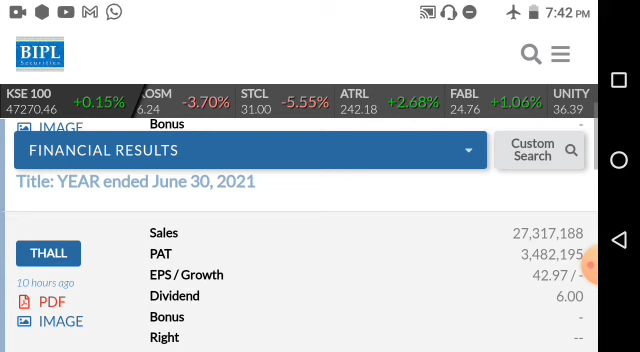 7:42 PM
BIPL
Securities
KSE 100 +0.15% KOSM -3.70% STCL -5.55% ATRL +2.68% FABL +1.06% UNITY
47270.46 6.24 31.00 242.18 24.76 36.39
IMAGE Bonus -
FINANCIAL RESULTS
Custom Search
Title: YEAR ended June 30, 2021
Sales 27,317,188
THALL PAT 3,482,195
EPS / Growth 42.97 / -
10 hours ago Dividend 6.00
PDF
IMAGE Bonus -
Right --